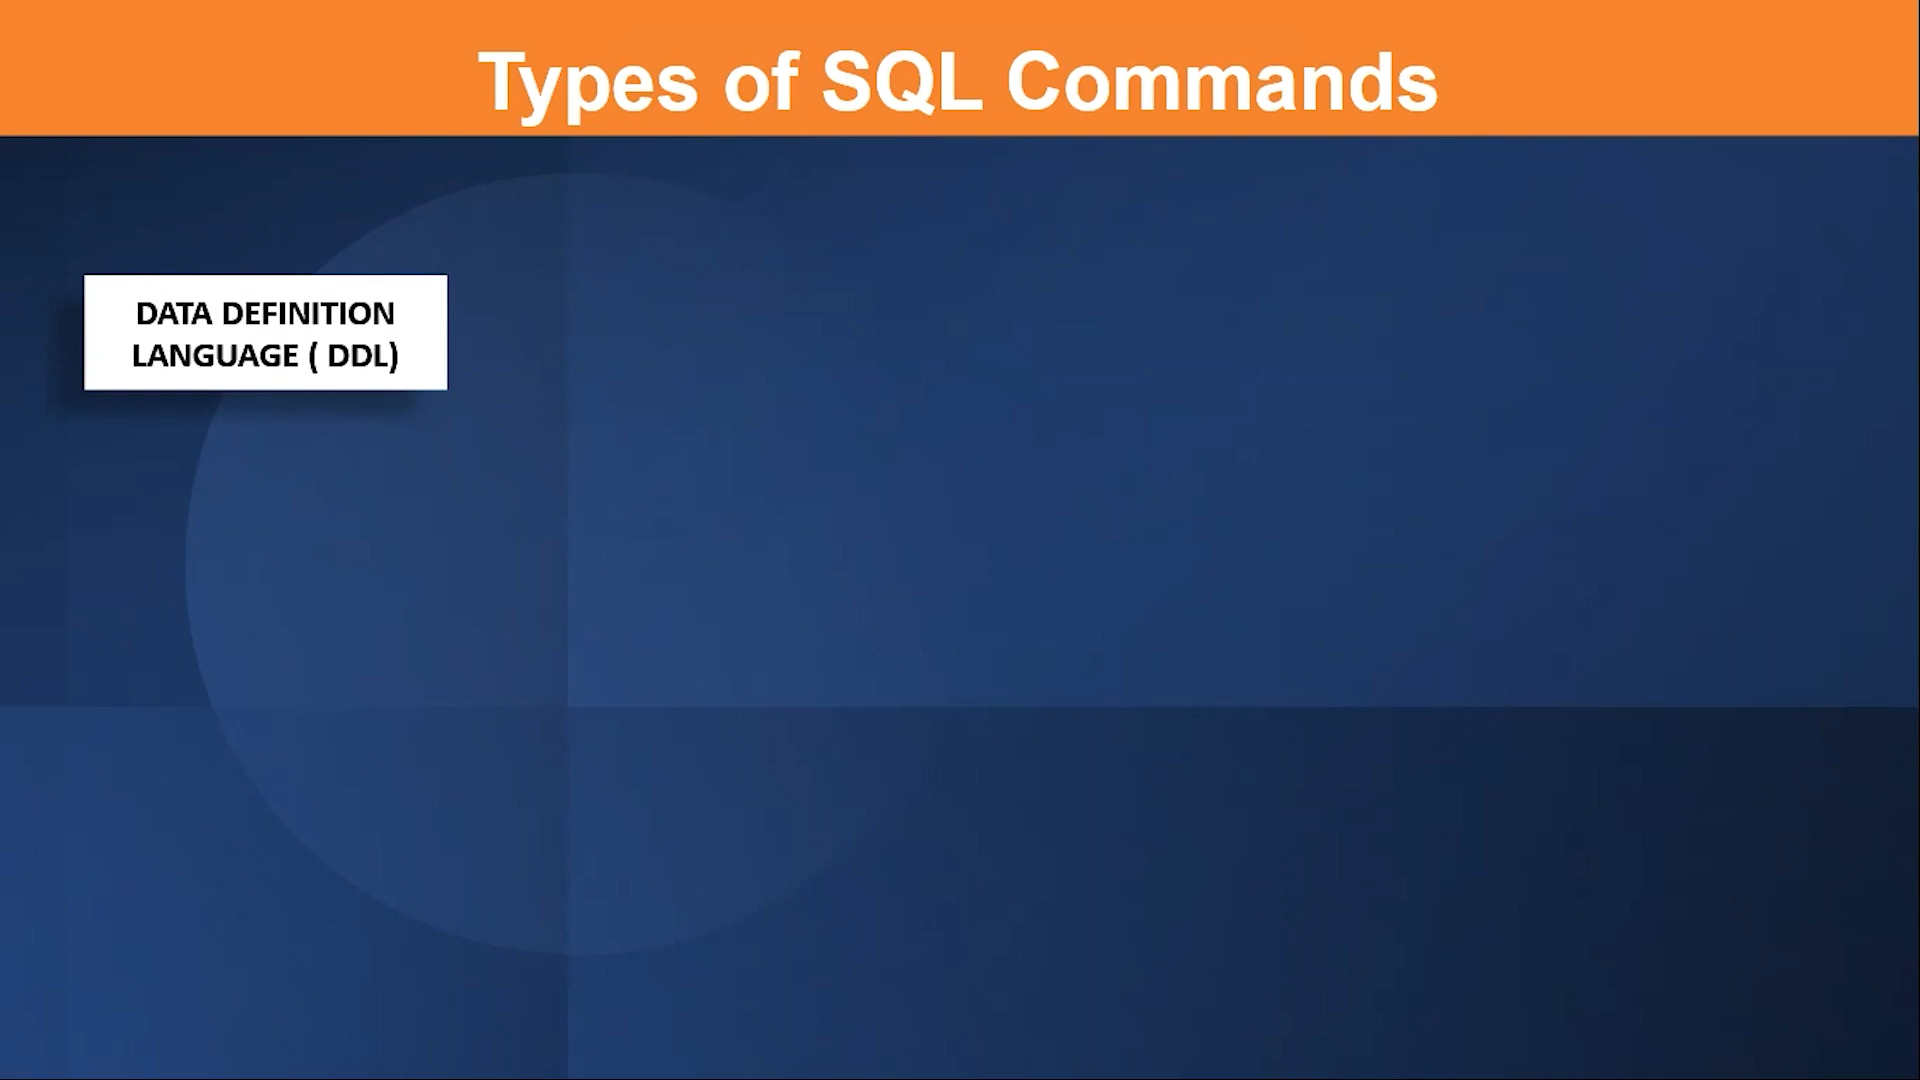 Types of SQL Commands
DATA DEFINITION
LANGUAGE ( DDL)